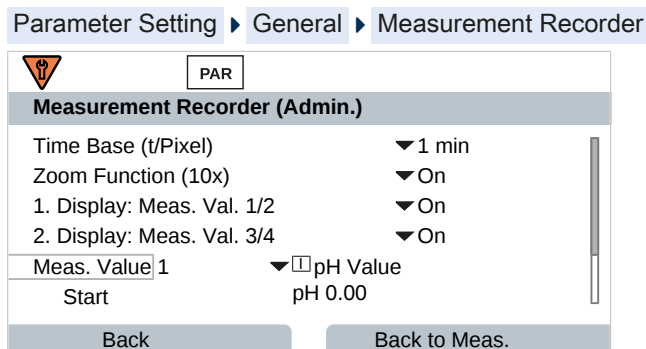 Parameter Setting ▶ General ▶ Measurement Recorder
PAR
Measurement Recorder (Admin.)
Time Base (t/Pixel) ▼1 min
Zoom Function (10x) ▼On
1. Display: Meas. Val. 1/2 ▼On
2. Display: Meas. Val. 3/4 ▼On
Meas. Value 1 ▼I pH Value
Start pH 0.00
Back Back to Meas.